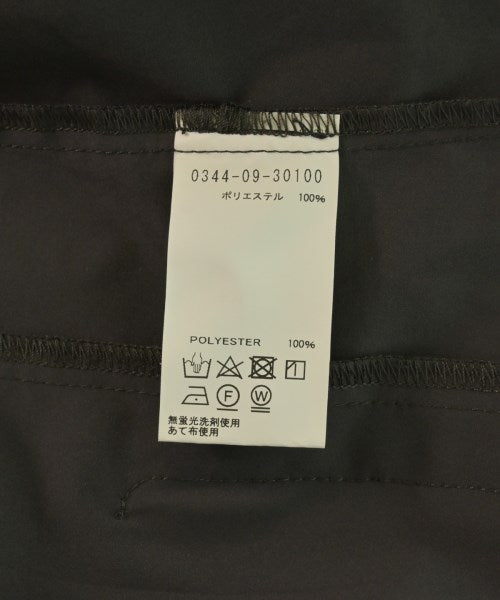 0344-09-30100
ポリエステル 100%
POLYESTER 100%
F W
無蛍光洗剤使用
あて布使用